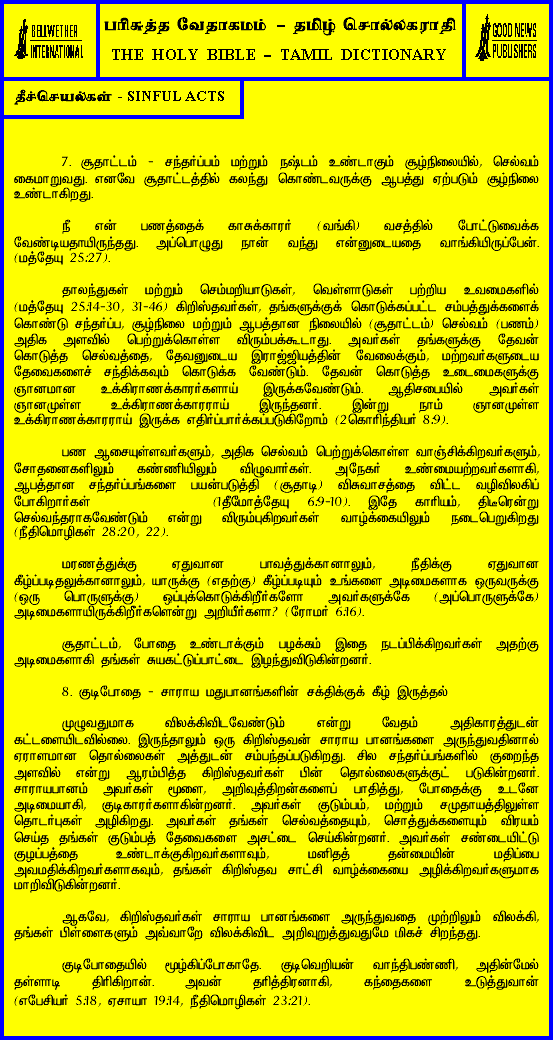 BELLWETHER
INTERNATIONAL
பரிசுத்த வேதாகமம் – தமிழ் சொல்லகராதி
THE HOLY BIBLE – TAMIL DICTIONARY
GOOD NEWS
PUBLISHERS
தீச்செயல்கள் - SINFUL ACTS
7. சூதாட்டம் - சந்தர்ப்பம் மற்றும் நஷ்டம் உண்டாகும் சூழ்நிலையில், செல்வம்
கைமாறுவது. எனவே சூதாட்டத்தில் கலந்து கொண்டவருக்கு ஆபத்து ஏற்படும் சூழ்நிலை
உண்டாகிறது.
நீ என் பணத்தைக் காசுக்காரர் (வங்கி) வசத்தில் போட்டுவைக்க
வேண்டியதாயிருந்தது. அப்பொழுது நான் வந்து என்னுடையதை வாங்கியிருப்பேன்.
(மத்தேயு 25:27).
தாலந்துகள் மற்றும் செம்மறியாடுகள், வெள்ளாடுகள் பற்றிய உவமைகளில்
(மத்தேயு 25:14-30, 31-46) கிறிஸ்தவர்கள், தங்களுக்குக் கொடுக்கப்பட்ட சம்பத்துக்களைக்
கொண்டு சந்தர்ப்ப, சூழ்நிலை மற்றும் ஆபத்தான நிலையில் (சூதாட்டம்) செல்வம் (பணம்)
அதிக அளவில் பெற்றுக்கொள்ள விரும்பக்கூடாது. அவர்கள் தங்களுக்கு தேவன்
கொடுத்த செல்வத்தை, தேவனுடைய இராஜ்ஜியத்தின் வேலைக்கும், மற்றவர்களுடைய
தேவைகளைச் சந்திக்கவும் கொடுக்க வேண்டும். தேவன் கொடுத்த உடைமைகளுக்கு
ஞானமான உக்கிராணக்காரர்களாய் இருக்கவேண்டும். ஆதிசபையில் அவர்கள்
ஞானமுள்ள உக்கிராணக்காரராய் இருந்தனர். இன்று நாம் ஞானமுள்ள
உக்கிராணக்காரராய் இருக்க எதிர்ப்பார்க்கப்படுகிறோம் (2கொரிந்தியர் 8:9).
பண ஆசையுள்ளவர்களும், அதிக செல்வம் பெற்றுக்கொள்ள வாஞ்சிக்கிறவர்களும்,
சோதனைகளிலும் கண்ணியிலும் விழுவார்கள். அநேகர் உண்மையற்றவர்களாகி,
ஆபத்தான சந்தர்ப்பங்களை பயன்படுத்தி (சூதாடி) விசுவாசத்தை விட்ட வழிவிலகிப்
போகிறார்கள் (1தீமோத்தேயு 6:9-10). இதே காரியம், திடீரென்று
செல்வந்தராகவேண்டும் என்று விரும்புகிறவர்கள் வாழ்க்கையிலும் நடைபெறுகிறது
(நீதிமொழிகள் 28:20, 22).
மரணத்துக்கு ஏதுவான பாவத்துக்கானாலும், நீதிக்கு ஏதுவான
கீழ்ப்படிதலுக்கானாலும், யாருக்கு (எதற்கு) கீழ்ப்படியும் உங்களை அடிமைகளாக ஒருவருக்கு
(ஒரு பொருளுக்கு) ஒப்புக்கொடுக்கிறீர்களோ அவர்களுக்கே (அப்பொருளுக்கே)
அடிமைகளாயிருக்கிறீர்களென்று அறியீர்களா? (ரோமர் 6:16).
சூதாட்டம், போதை உண்டாக்கும் பழக்கம் இதை நடப்பிக்கிறவர்கள் அதற்கு
அடிமைகளாகி தங்கள் சுயகட்டுப்பாட்டை இழந்துவிடுகின்றனர்.
8. குடிபோதை - சாராய மதுபானங்களின் சக்திக்குக் கீழ் இருத்தல்
முழுவதுமாக விலக்கிவிடவேண்டும் என்று வேதம் அதிகாரத்துடன்
கட்டளையிடவில்லை. இருந்தாலும் ஒரு கிறிஸ்தவன் சாராய பானங்களை அருந்துவதினால்
ஏராளமான தொல்லைகள் அத்துடன் சம்பந்தப்படுகிறது. சில சந்தர்ப்பங்களில் குறைந்த
அளவில் என்று ஆரம்பித்த கிறிஸ்தவர்கள் பின் தொல்லைகளுக்குட் படுகின்றனர்.
சாராயபானம் அவர்கள் மூளை, அறிவுத்திறன்களைப் பாதித்து, போதைக்கு உடனே
அடிமையாகி, குடிகாரர்களாகின்றனர். அவர்கள் குடும்பம், மற்றும் சமுதாயத்திலுள்ள
தொடர்புகள் அழிகிறது. அவர்கள் தங்கள் செல்வத்தையும், சொத்துக்களையும் விரயம்
செய்த தங்கள் குடும்பத் தேவைகளை அசட்டை செய்கின்றனர். அவர்கள் சண்டையிட்டு
குழப்பத்தை உண்டாக்குகிறவர்களாவும், மனிதத் தன்மையின் மதிப்பை
அவமதிக்கிறவர்களாகவும், தங்கள் கிறிஸ்தவ சாட்சி வாழ்க்கையை அழிக்கிறவர்களுமாக
மாறிவிடுகின்றனர்.
ஆகவே, கிறிஸ்தவர்கள் சாராய பானங்களை அருந்துவதை முற்றிலும் விலக்கி,
தங்கள் பிள்ளைகளும் அவ்வாறே விலக்கிவிட அறிவுறுத்துவதுமே மிகச் சிறந்தது.
குடிபோதையில் மூழ்கிப்போகாதே. குடிவெறியன் வாந்திபண்ணி, அதின்மேல்
தள்ளாடி திரிகிறான். அவன் தரித்திரனாகி, கந்தைகளை உடுத்துவான்
(எபேசியர் 5:18, ஏசாயா 19:14, நீதிமொழிகள் 23:21).